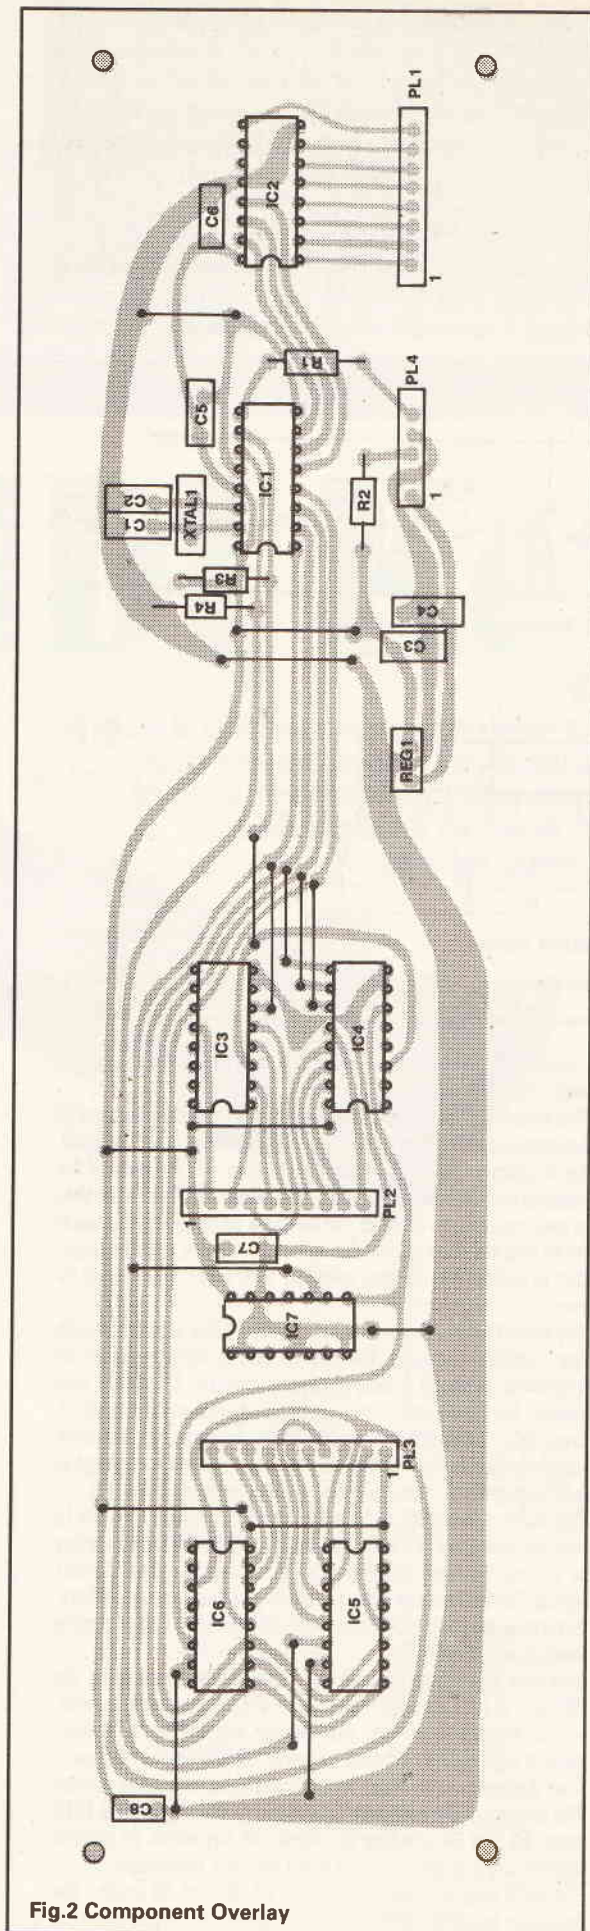 PL1
IC2
C6
1
R1
PL4
C5
IC1
1
C2
C1
XTAL1
R2
R3
R4
C4
C3
REG1
IC3
IC4
1
PL2
C7
IC7
PL3
1
IC6
IC5
C8
Fig.2 Component Overlay